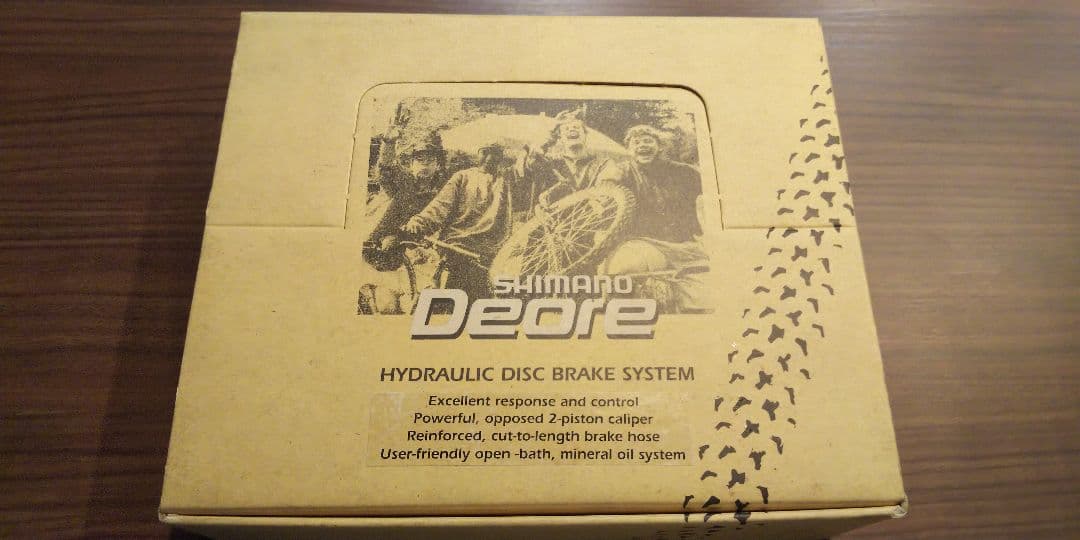 SHIMANO
Deore
HYDRAULIC DISC BRAKE SYSTEM
Excellent response and control
Powerful, opposed 2-piston caliper
Reinforced, cut-to-length brake hose
User-friendly open -bath, mineral oil system